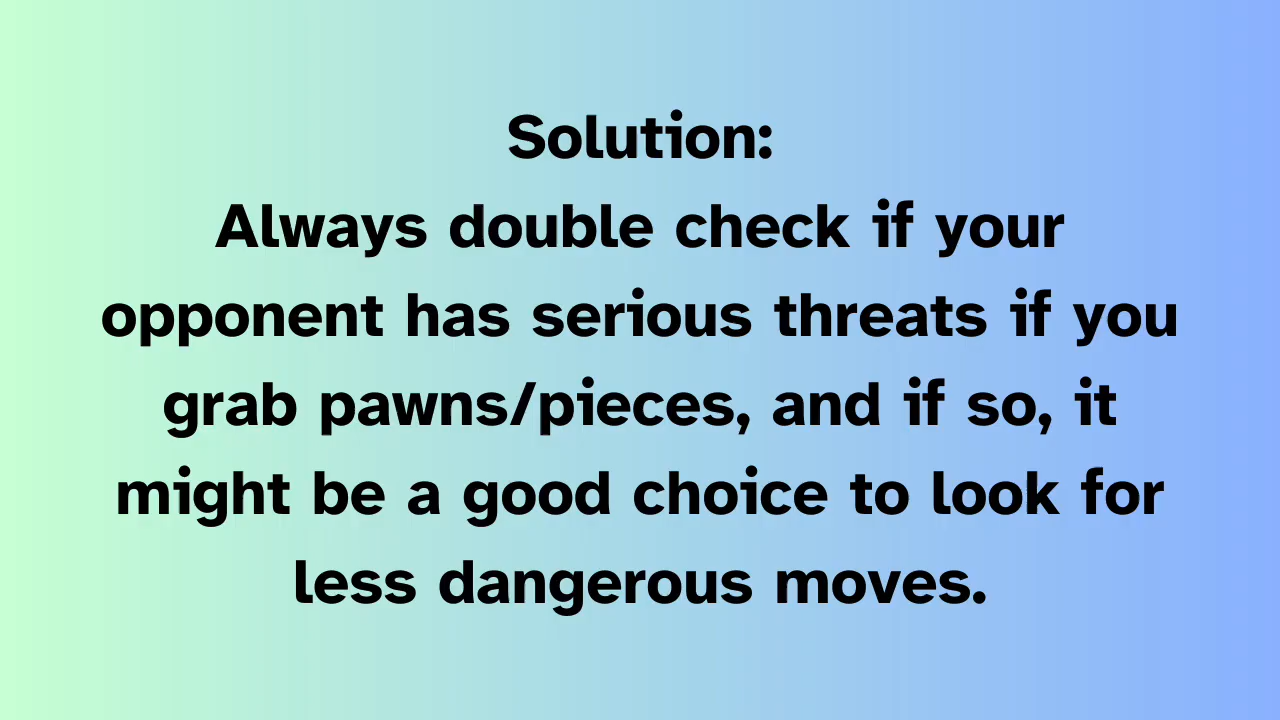 Solution:
Always double check if your
opponent has serious threats if you
grab pawns/pieces, and if so, it
might be a good choice to look for
less dangerous moves.